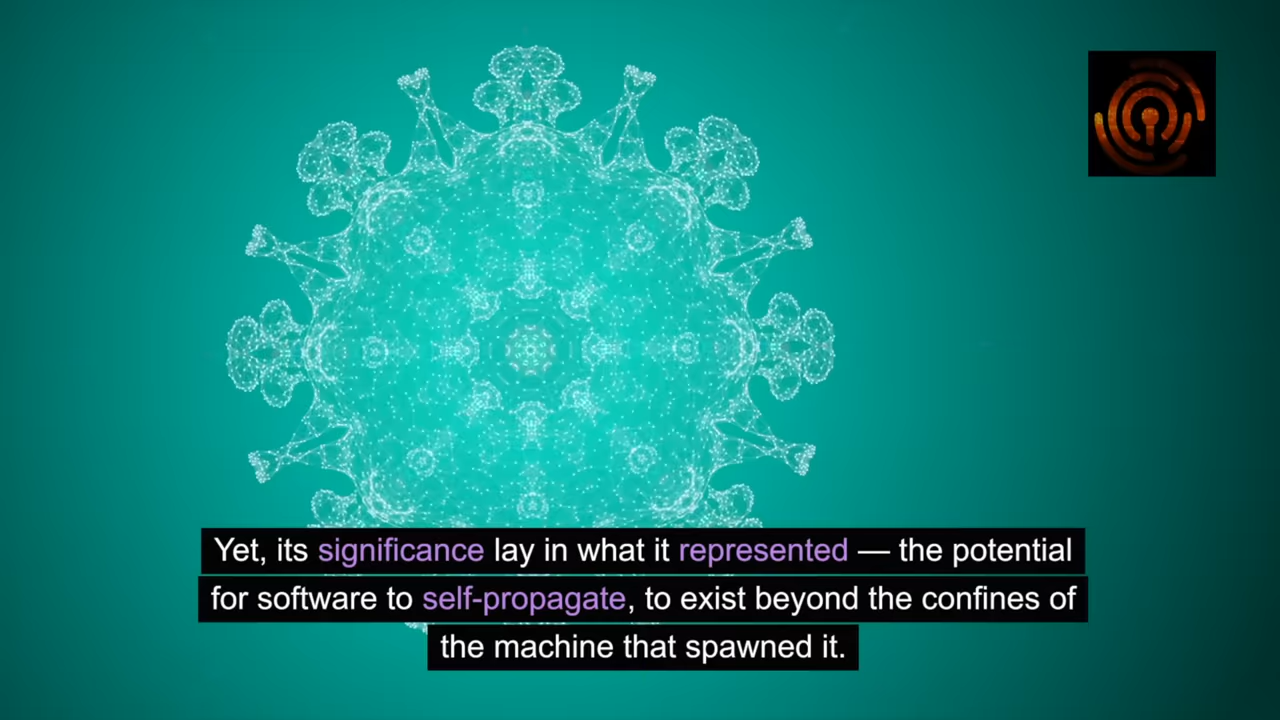 Yet, its significance lay in what it represented — the potential
for software to self-propagate, to exist beyond the confines of
the machine that spawned it.